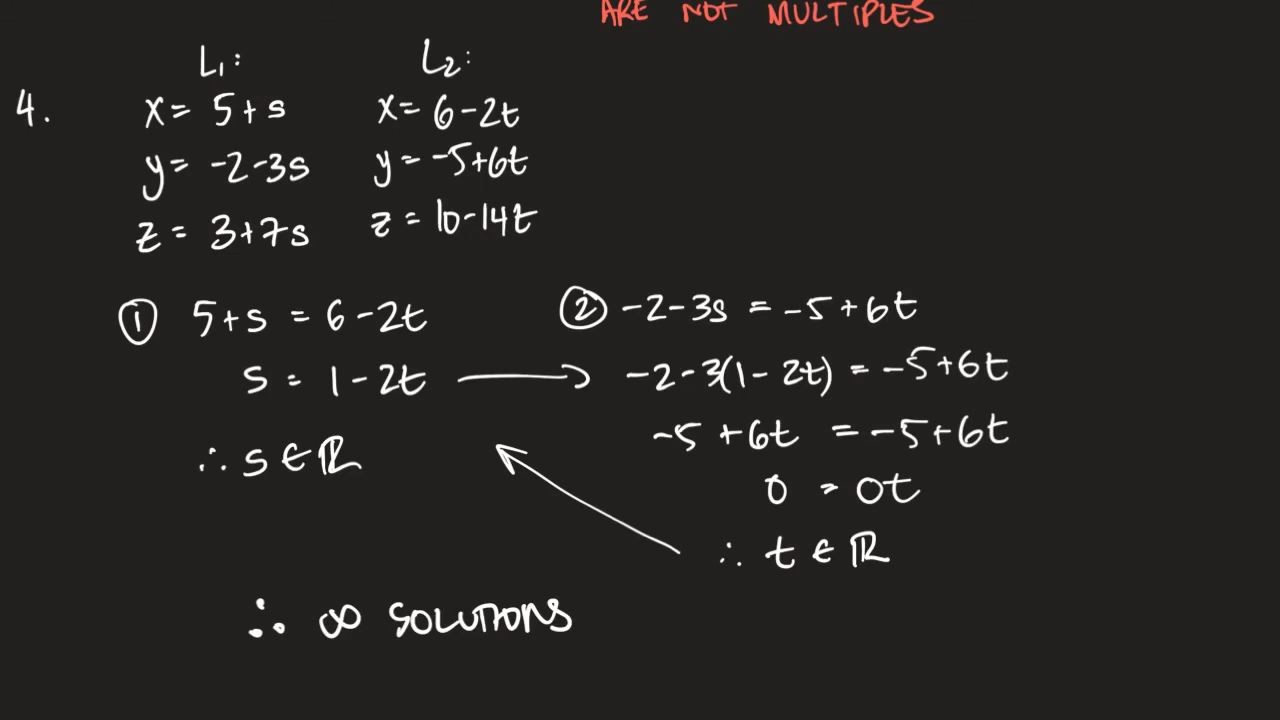 ARE NOT MULTIPLES
L₁: L₂:
4. x = 5 + s x = 6 - 2t
y = -2 - 3s y = -5 + 6t
z = 3 + 7s z = 10 - 14t
① 5 + s = 6 - 2t ② -2 - 3s = -5 + 6t
s = 1 - 2t → -2 - 3(1 - 2t) = -5 + 6t
-5 + 6t = -5 + 6t
∴ s ∈ ℝ
0 = 0t
∴ t ∈ ℝ
∴ ∞ SOLUTIONS